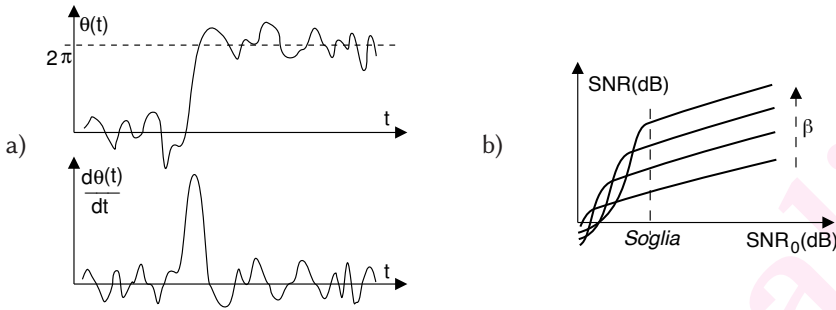 a)
θ(t)
2π
t
dθ(t)
dt
t
b)
SNR(dB)
β
Soglia
SNR₀(dB)